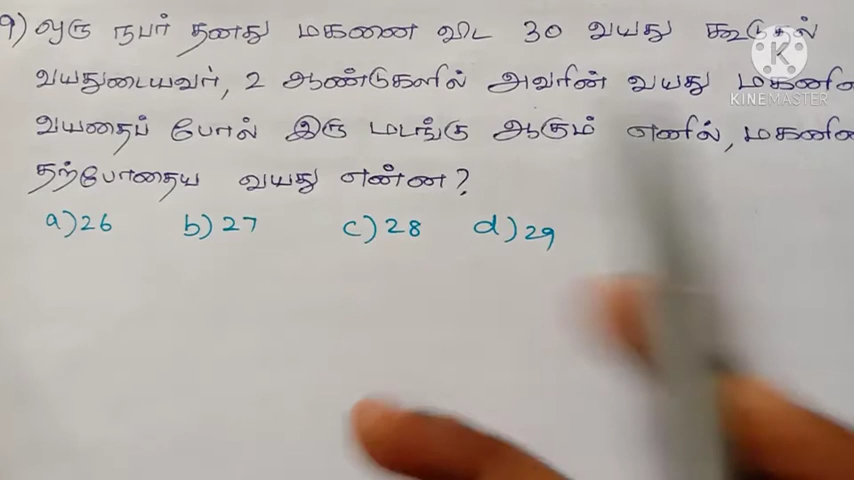 9) ஒரு நபர் தனது மகனை விட 30 வயது கூடுதல்
வயதுடையவர், 2 ஆண்டுகளில் அவரின் வயது மகனின்
வயதைப் போல் இரு மடங்கு ஆகும் எனில், மகனின்
தற்போதைய வயது என்ன?
a) 26 b) 27 c) 28 d) 29
KINEMASTER